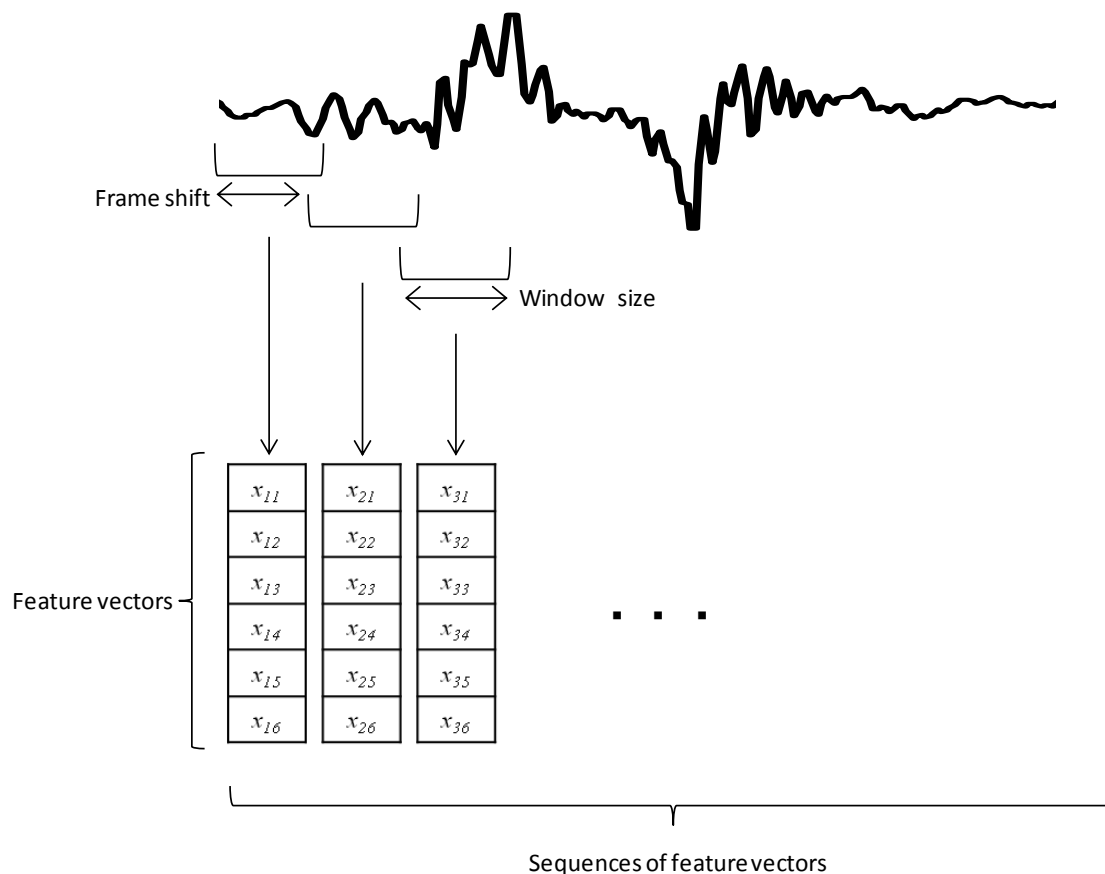 Frame shift
Window size
x11 x21 x31
x12 x22 x32
x13 x23 x33
Feature vectors
x14 x24 x34
x15 x25 x35
x16 x26 x36
. . .
Sequences of feature vectors